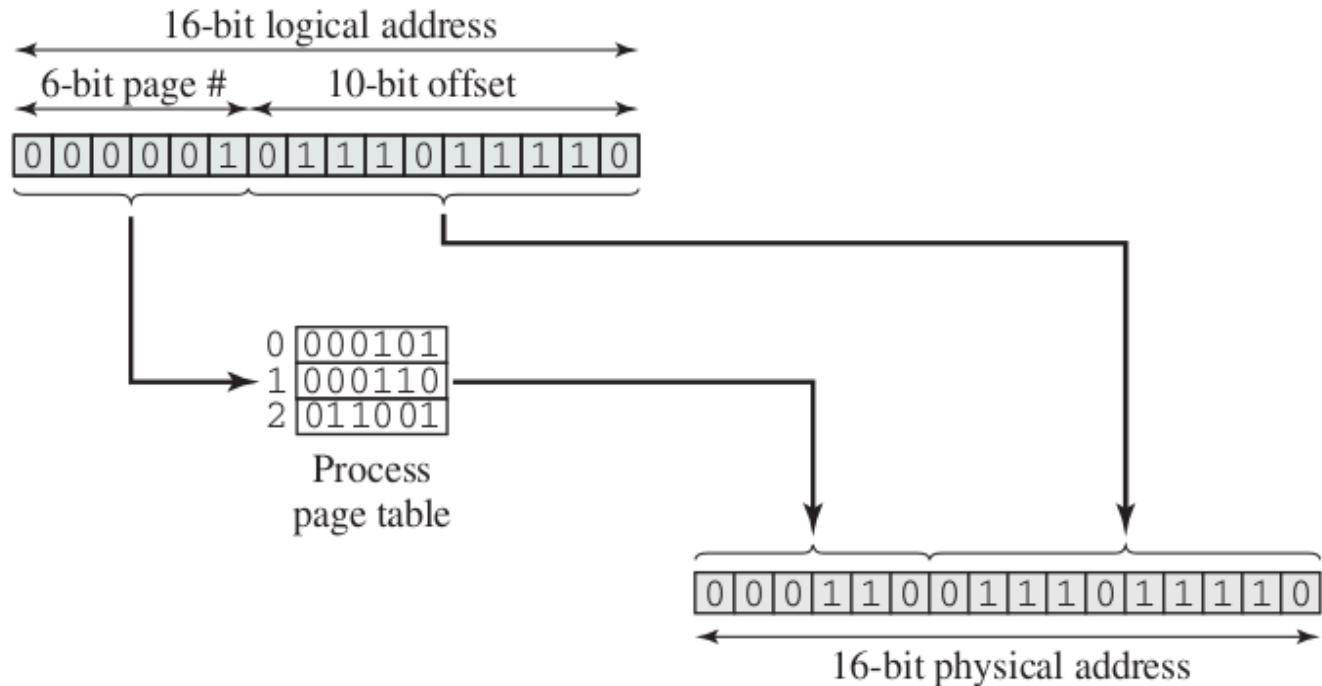 16-bit logical address
6-bit page # 10-bit offset
0 0 0 0 0 1 0 1 1 1 0 1 1 1 1 0
0 000101
1 000110
2 011001
Process
page table
0 0 0 1 1 0 0 1 1 1 0 1 1 1 1 0
16-bit physical address